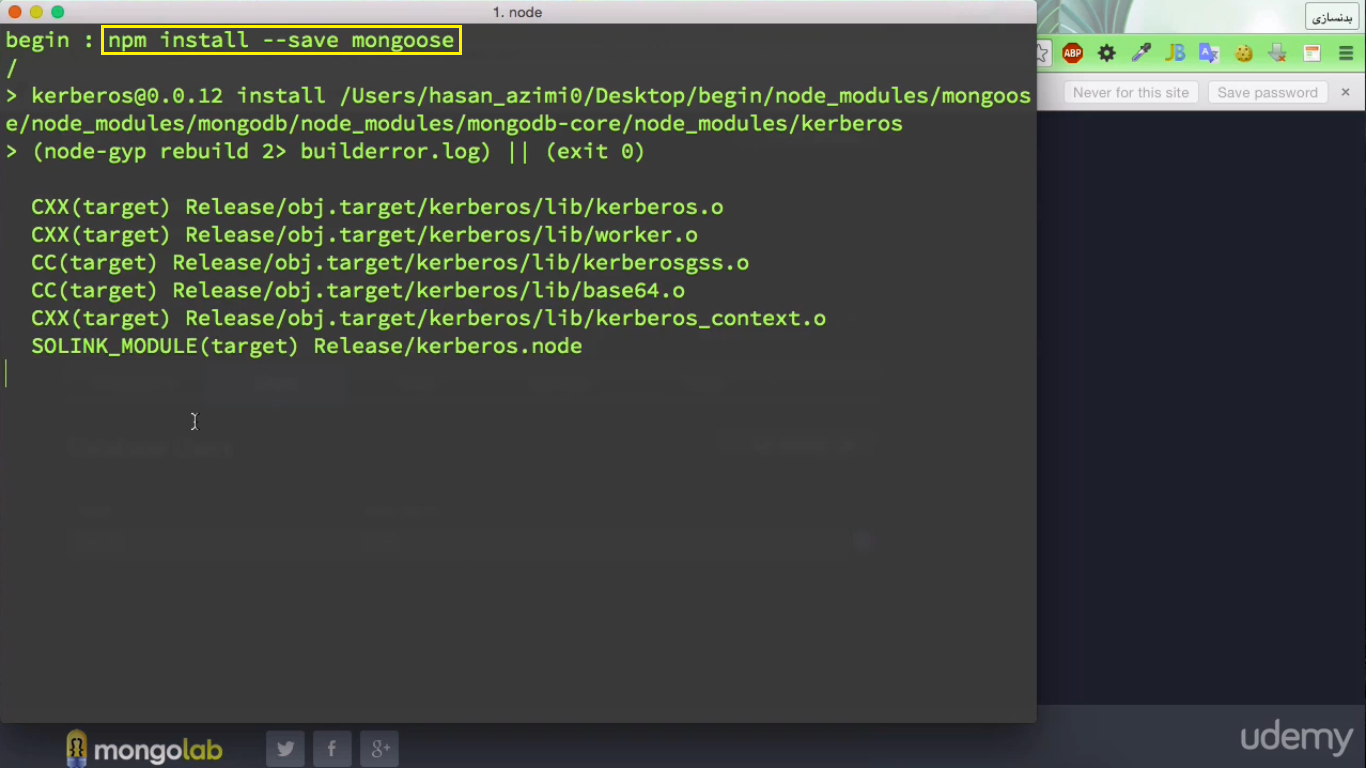 1. node
بدنسازی
begin : npm install --save mongoose
/
> kerberos@0.0.12 install /Users/hasan_azimi0/Desktop/begin/node_modules/mongoos
e/node_modules/mongodb/node_modules/mongodb-core/node_modules/kerberos
> (node-gyp rebuild 2> builderror.log) || (exit 0)
CXX(target) Release/obj.target/kerberos/lib/kerberos.o
CXX(target) Release/obj.target/kerberos/lib/worker.o
CC(target) Release/obj.target/kerberos/lib/kerberosgss.o
CC(target) Release/obj.target/kerberos/lib/base64.o
CXX(target) Release/obj.target/kerberos/lib/kerberos_context.o
SOLINK_MODULE(target) Release/kerberos.node
ABP
JB
Never for this site
Save password
×
Database Users
mongolab
f
g+
udemy